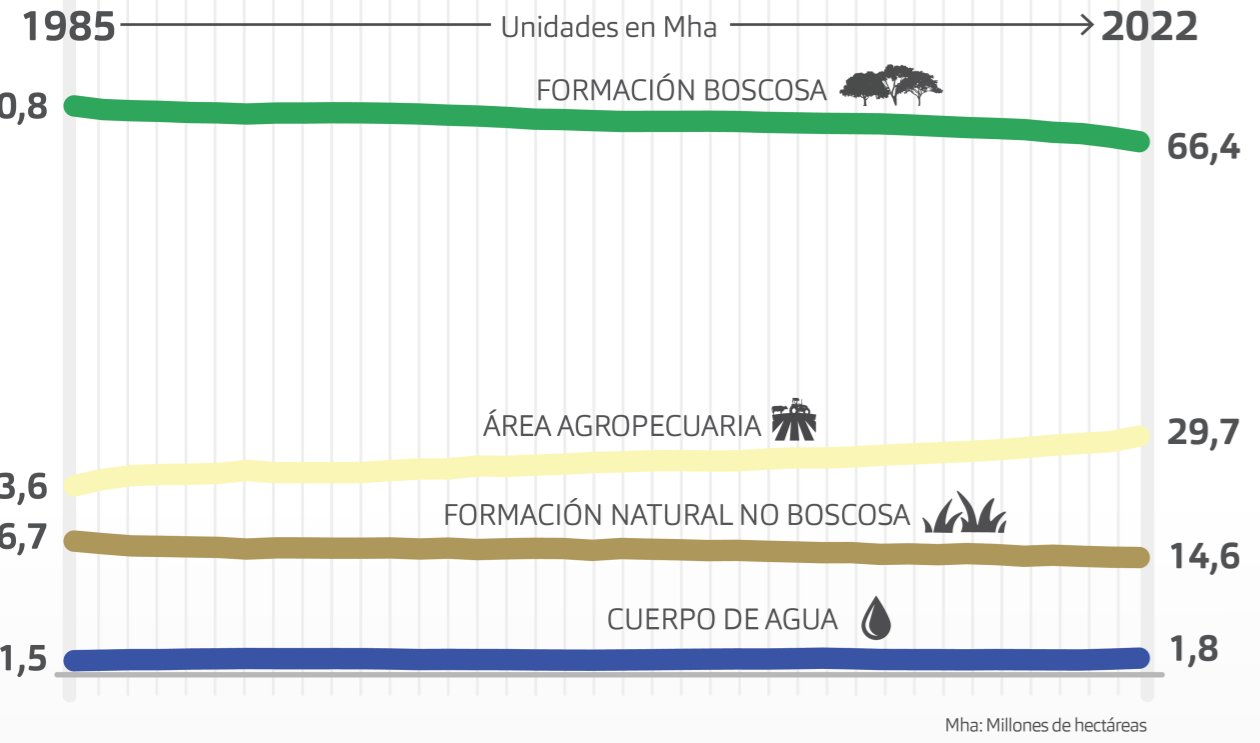 1985 Unidades en Mha 2022
FORMACIÓN BOSCOSA
0,8
66,4
ÁREA AGROPECUARIA
29,7
3,6
FORMACIÓN NATURAL NO BOSCOSA
6,7
14,6
CUERPO DE AGUA
1,5
1,8
Mha: Millones de hectáreas